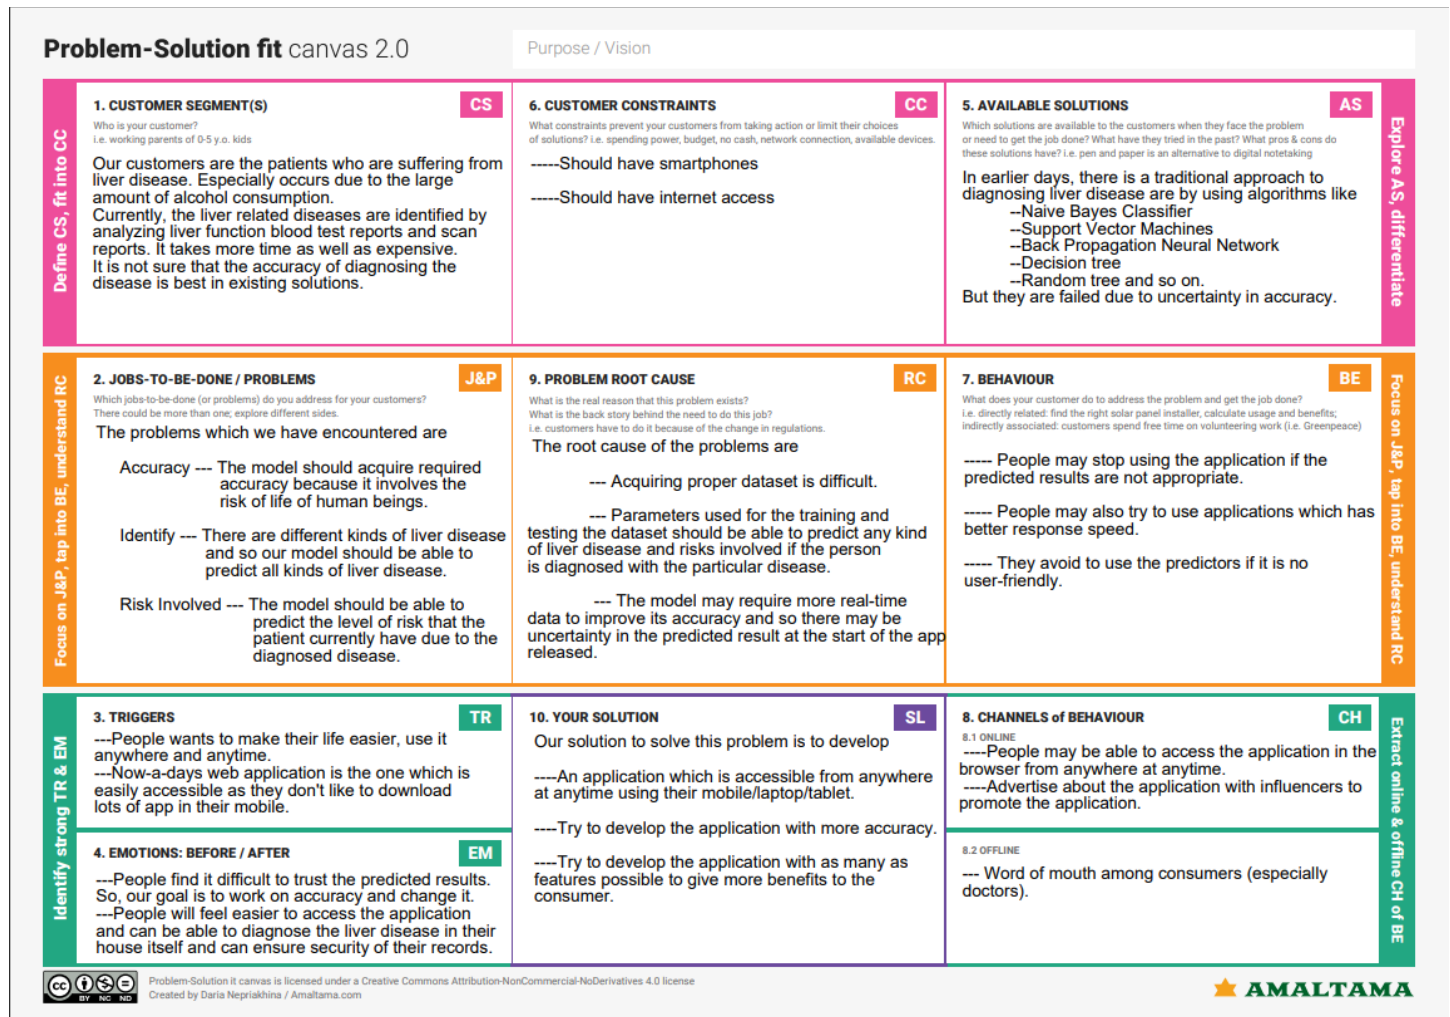 Problem-Solution fit canvas 2.0
Purpose / Vision
Define CS, fit into CC
1. CUSTOMER SEGMENT(S)
CS
Who is your customer?
i.e. working parents of 0-5 y.o. kids
Our customers are the patients who are suffering from
liver disease. Especially occurs due to the large
amount of alcohol consumption.
Currently, the liver related diseases are identified by
analyzing liver function blood test reports and scan
reports. It takes more time as well as expensive.
It is not sure that the accuracy of diagnosing the
disease is best in existing solutions.
6. CUSTOMER CONSTRAINTS
CC
What constraints prevent your customers from taking action or limit their choices
of solutions? i.e. spending power, budget, no cash, network connection, available devices.
-----Should have smartphones
-----Should have internet access
5. AVAILABLE SOLUTIONS
AS
Which solutions are available to the customers when they face the problem
or need to get the job done? What have they tried in the past? What pros & cons do
these solutions have? i.e. pen and paper is an alternative to digital notetaking
In earlier days, there is a traditional approach to
diagnosing liver disease are by using algorithms like
--Naive Bayes Classifier
--Support Vector Machines
--Back Propagation Neural Network
--Decision tree
--Random tree and so on.
But they are failed due to uncertainty in accuracy.
Explore AS, differentiate
Focus on J&P, tap into BE, understand RC
2. JOBS-TO-BE-DONE / PROBLEMS
J&P
Which jobs-to-be-done (or problems) do you address for your customers?
There could be more than one; explore different sides.
The problems which we have encountered are
Accuracy --- The model should acquire required
accuracy because it involves the
risk of life of human beings.
Identify --- There are different kinds of liver disease
and so our model should be able to
predict all kinds of liver disease.
Risk Involved --- The model should be able to
predict the level of risk that the
patient currently have due to the
diagnosed disease.
9. PROBLEM ROOT CAUSE
RC
What is the real reason that this problem exists?
What is the back story behind the need to do this job?
i.e. customers have to do it because of the change in regulations.
The root cause of the problems are
--- Acquiring proper dataset is difficult.
--- Parameters used for the training and
testing the dataset should be able to predict any kind
of liver disease and risks involved if the person
is diagnosed with the particular disease.
--- The model may require more real-time
data to improve its accuracy and so there may be
uncertainty in the predicted result at the start of the app
released.
7. BEHAVIOUR
BE
What does your customer do to address the problem and get the job done?
i.e. directly related: find the right solar panel installer, calculate usage and benefits;
indirectly associated: customers spend free time on volunteering work (i.e. Greenpeace)
----- People may stop using the application if the
predicted results are not appropriate.
----- People may also try to use applications which has
better response speed.
----- They avoid to use the predictors if it is no
user-friendly.
Focus on J&P, tap into BE, understand RC
Identify strong TR & EM
3. TRIGGERS
TR
---People wants to make their life easier, use it
anywhere and anytime.
---Now-a-days web application is the one which is
easily accessible as they don't like to download
lots of app in their mobile.
4. EMOTIONS: BEFORE / AFTER
EM
---People find it difficult to trust the predicted results.
So, our goal is to work on accuracy and change it.
---People will feel easier to access the application
and can be able to diagnose the liver disease in their
house itself and can ensure security of their records.
10. YOUR SOLUTION
SL
Our solution to solve this problem is to develop
----An application which is accessible from anywhere
at anytime using their mobile/laptop/tablet.
----Try to develop the application with more accuracy.
----Try to develop the application with as many as
features possible to give more benefits to the
consumer.
8. CHANNELS of BEHAVIOUR
CH
8.1 ONLINE
----People may be able to access the application in the
browser from anywhere at anytime.
----Advertise about the application with influencers to
promote the application.
8.2 OFFLINE
--- Word of mouth among consumers (especially
doctors).
Extract online & offline CH of BE
cc BY NC ND
Problem-Solution it canvas is licensed under a Creative Commons Attribution-NonCommercial-NoDerivatives 4.0 license
Created by Daria Nepriakhina / Amaltama.com
AMALTAMA